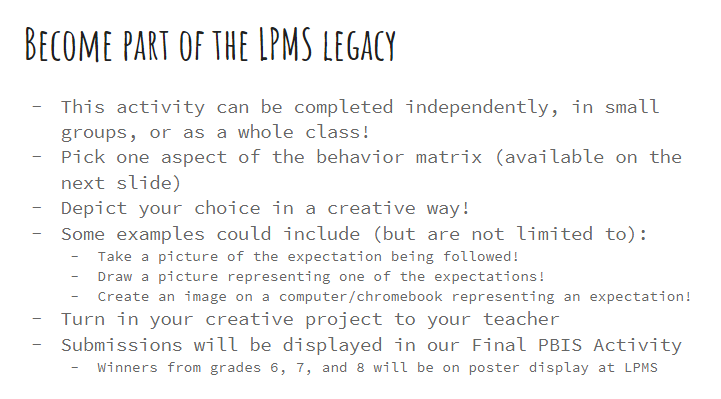 Become part of the LPMS legacy
- This activity can be completed independently, in small
groups, or as a whole class!
- Pick one aspect of the behavior matrix (available on the
next slide)
- Depict your choice in a creative way!
- Some examples could include (but are not limited to):
- Take a picture of the expectation being followed!
- Draw a picture representing one of the expectations!
- Create an image on a computer/chromebook representing an expectation!
- Turn in your creative project to your teacher
- Submissions will be displayed in our Final PBIS Activity
- Winners from grades 6, 7, and 8 will be on poster display at LPMS